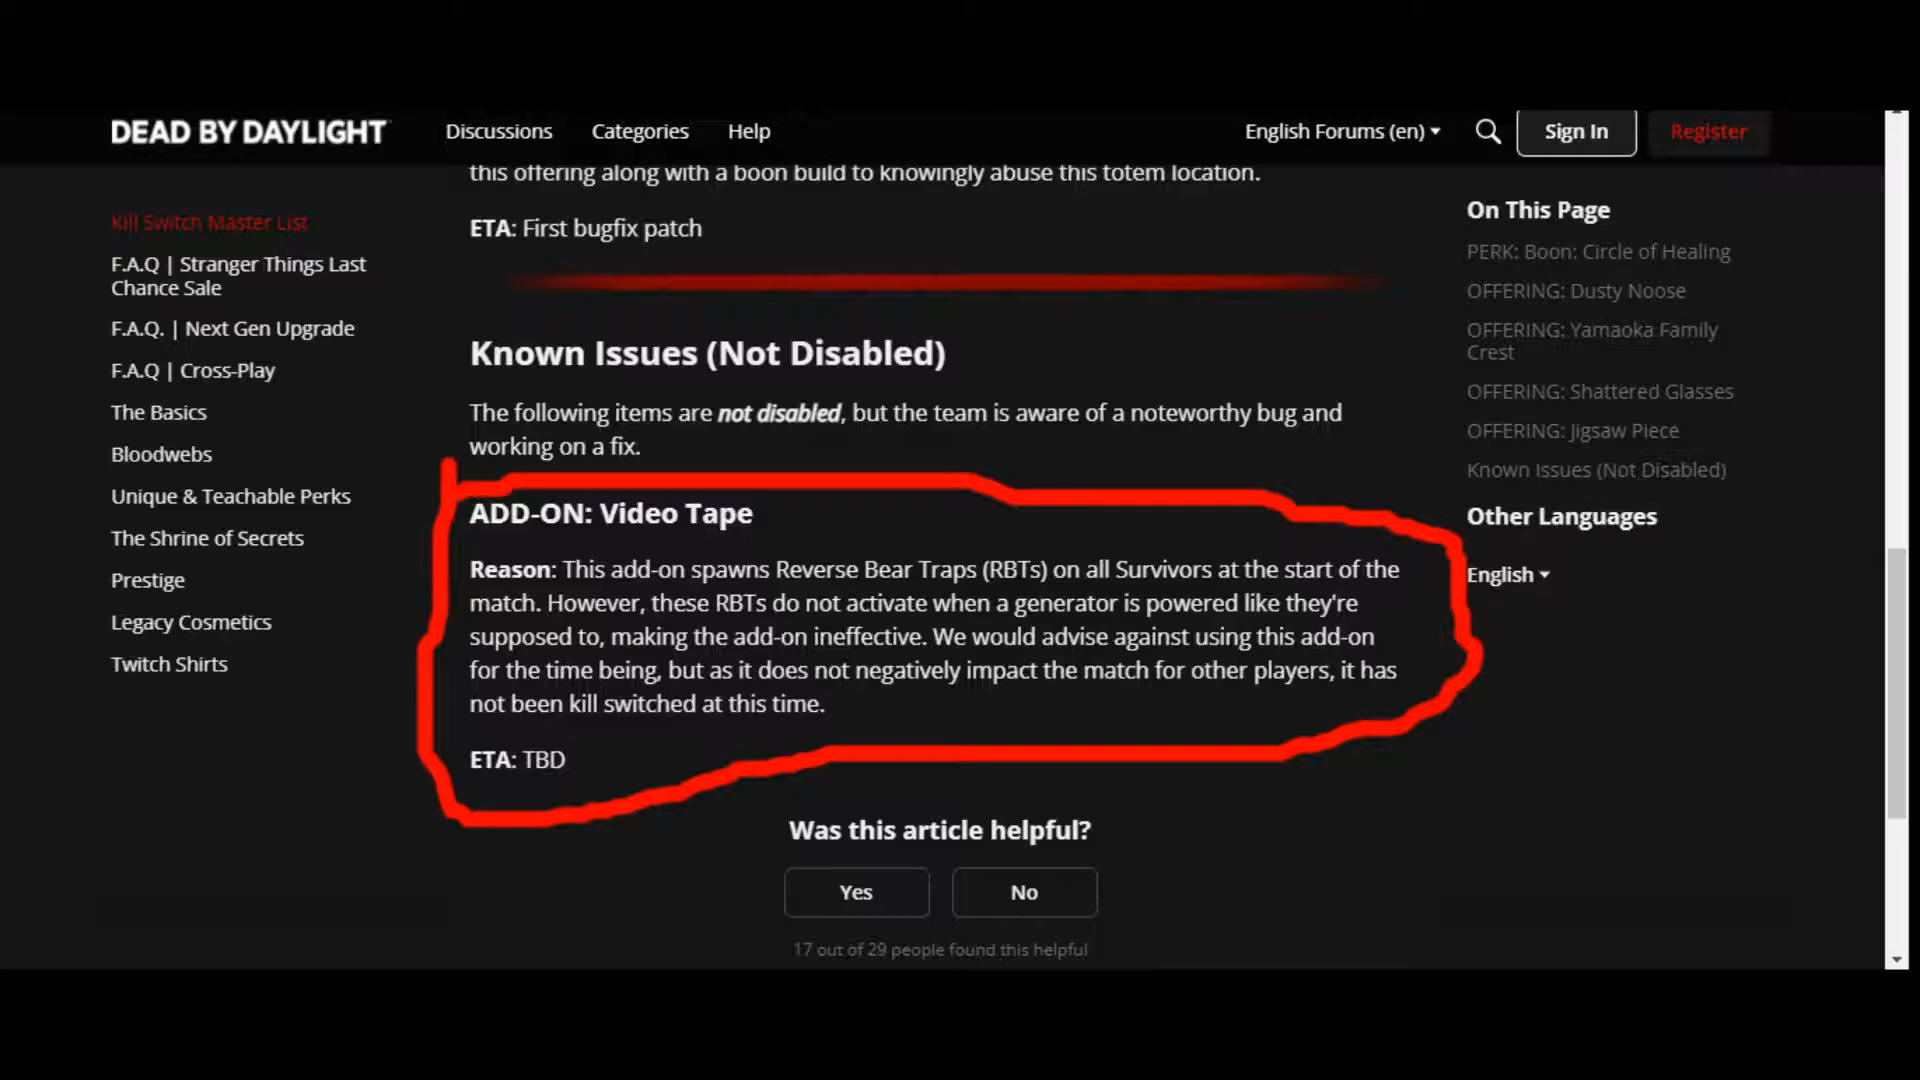 DEAD BY DAYLIGHT
Discussions
Categories
Help
English Forums (en)
Sign In
Register
Kill Switch Master List
F.A.Q | Stranger Things Last
Chance Sale
F.A.Q. | Next Gen Upgrade
F.A.Q | Cross-Play
The Basics
Bloodwebs
Unique & Teachable Perks
The Shrine of Secrets
Prestige
Legacy Cosmetics
Twitch Shirts
this offering along with a boon build to knowingly abuse this totem location.
ETA: First bugfix patch
Known Issues (Not Disabled)
The following items are not disabled, but the team is aware of a noteworthy bug and
working on a fix.
ADD-ON: Video Tape
Reason: This add-on spawns Reverse Bear Traps (RBTs) on all Survivors at the start of the
match. However, these RBTs do not activate when a generator is powered like they're
supposed to, making the add-on ineffective. We would advise against using this add-on
for the time being, but as it does not negatively impact the match for other players, it has
not been kill switched at this time.
ETA: TBD
Was this article helpful?
Yes
No
17 out of 29 people found this helpful
On This Page
PERK: Boon: Circle of Healing
OFFERING: Dusty Noose
OFFERING: Yamaoka Family
Crest
OFFERING: Shattered Glasses
OFFERING: Jigsaw Piece
Known Issues (Not Disabled)
Other Languages
English